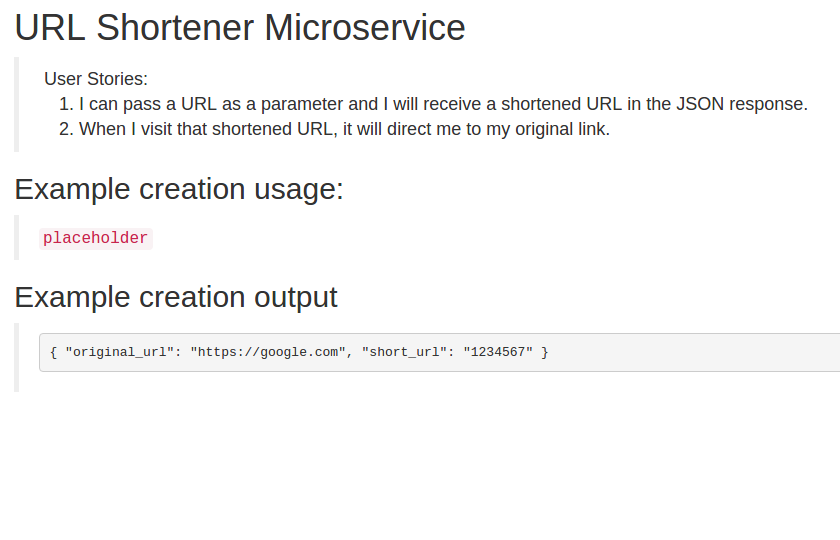 URL Shortener Microservice
User Stories:
1. I can pass a URL as a parameter and I will receive a shortened URL in the JSON response.
2. When I visit that shortened URL, it will direct me to my original link.
Example creation usage:
placeholder
Example creation output
{ "original_url": "https://google.com", "short_url": "1234567" }